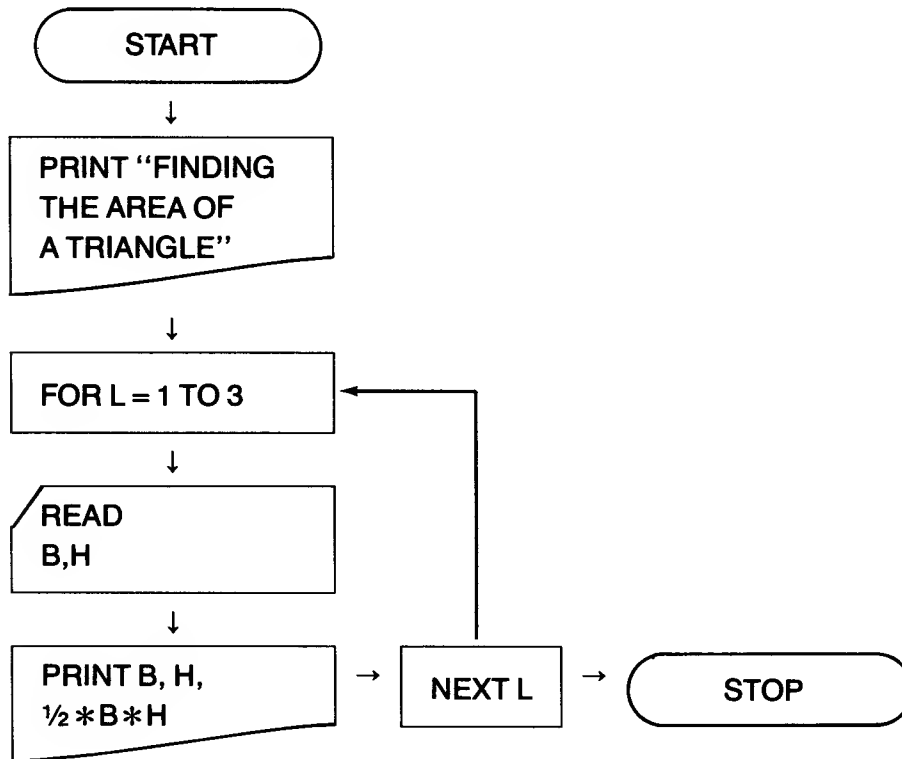 START
PRINT “FINDING
THE AREA OF
A TRIANGLE”
FOR L = 1 TO 3
READ
B,H
PRINT B, H,
½*B*H
NEXT L
STOP